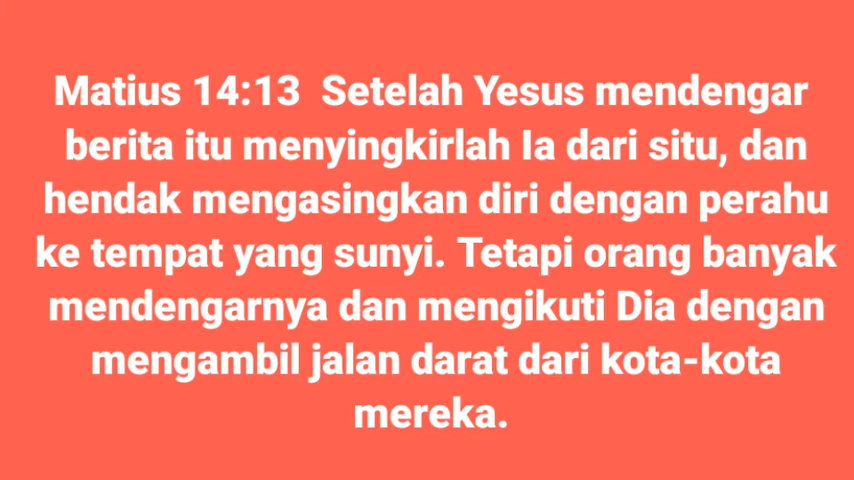 Matius 14:13 Setelah Yesus mendengar
berita itu menyingkirlah Ia dari situ, dan
hendak mengasingkan diri dengan perahu
ke tempat yang sunyi. Tetapi orang banyak
mendengarnya dan mengikuti Dia dengan
mengambil jalan darat dari kota-kota
mereka.